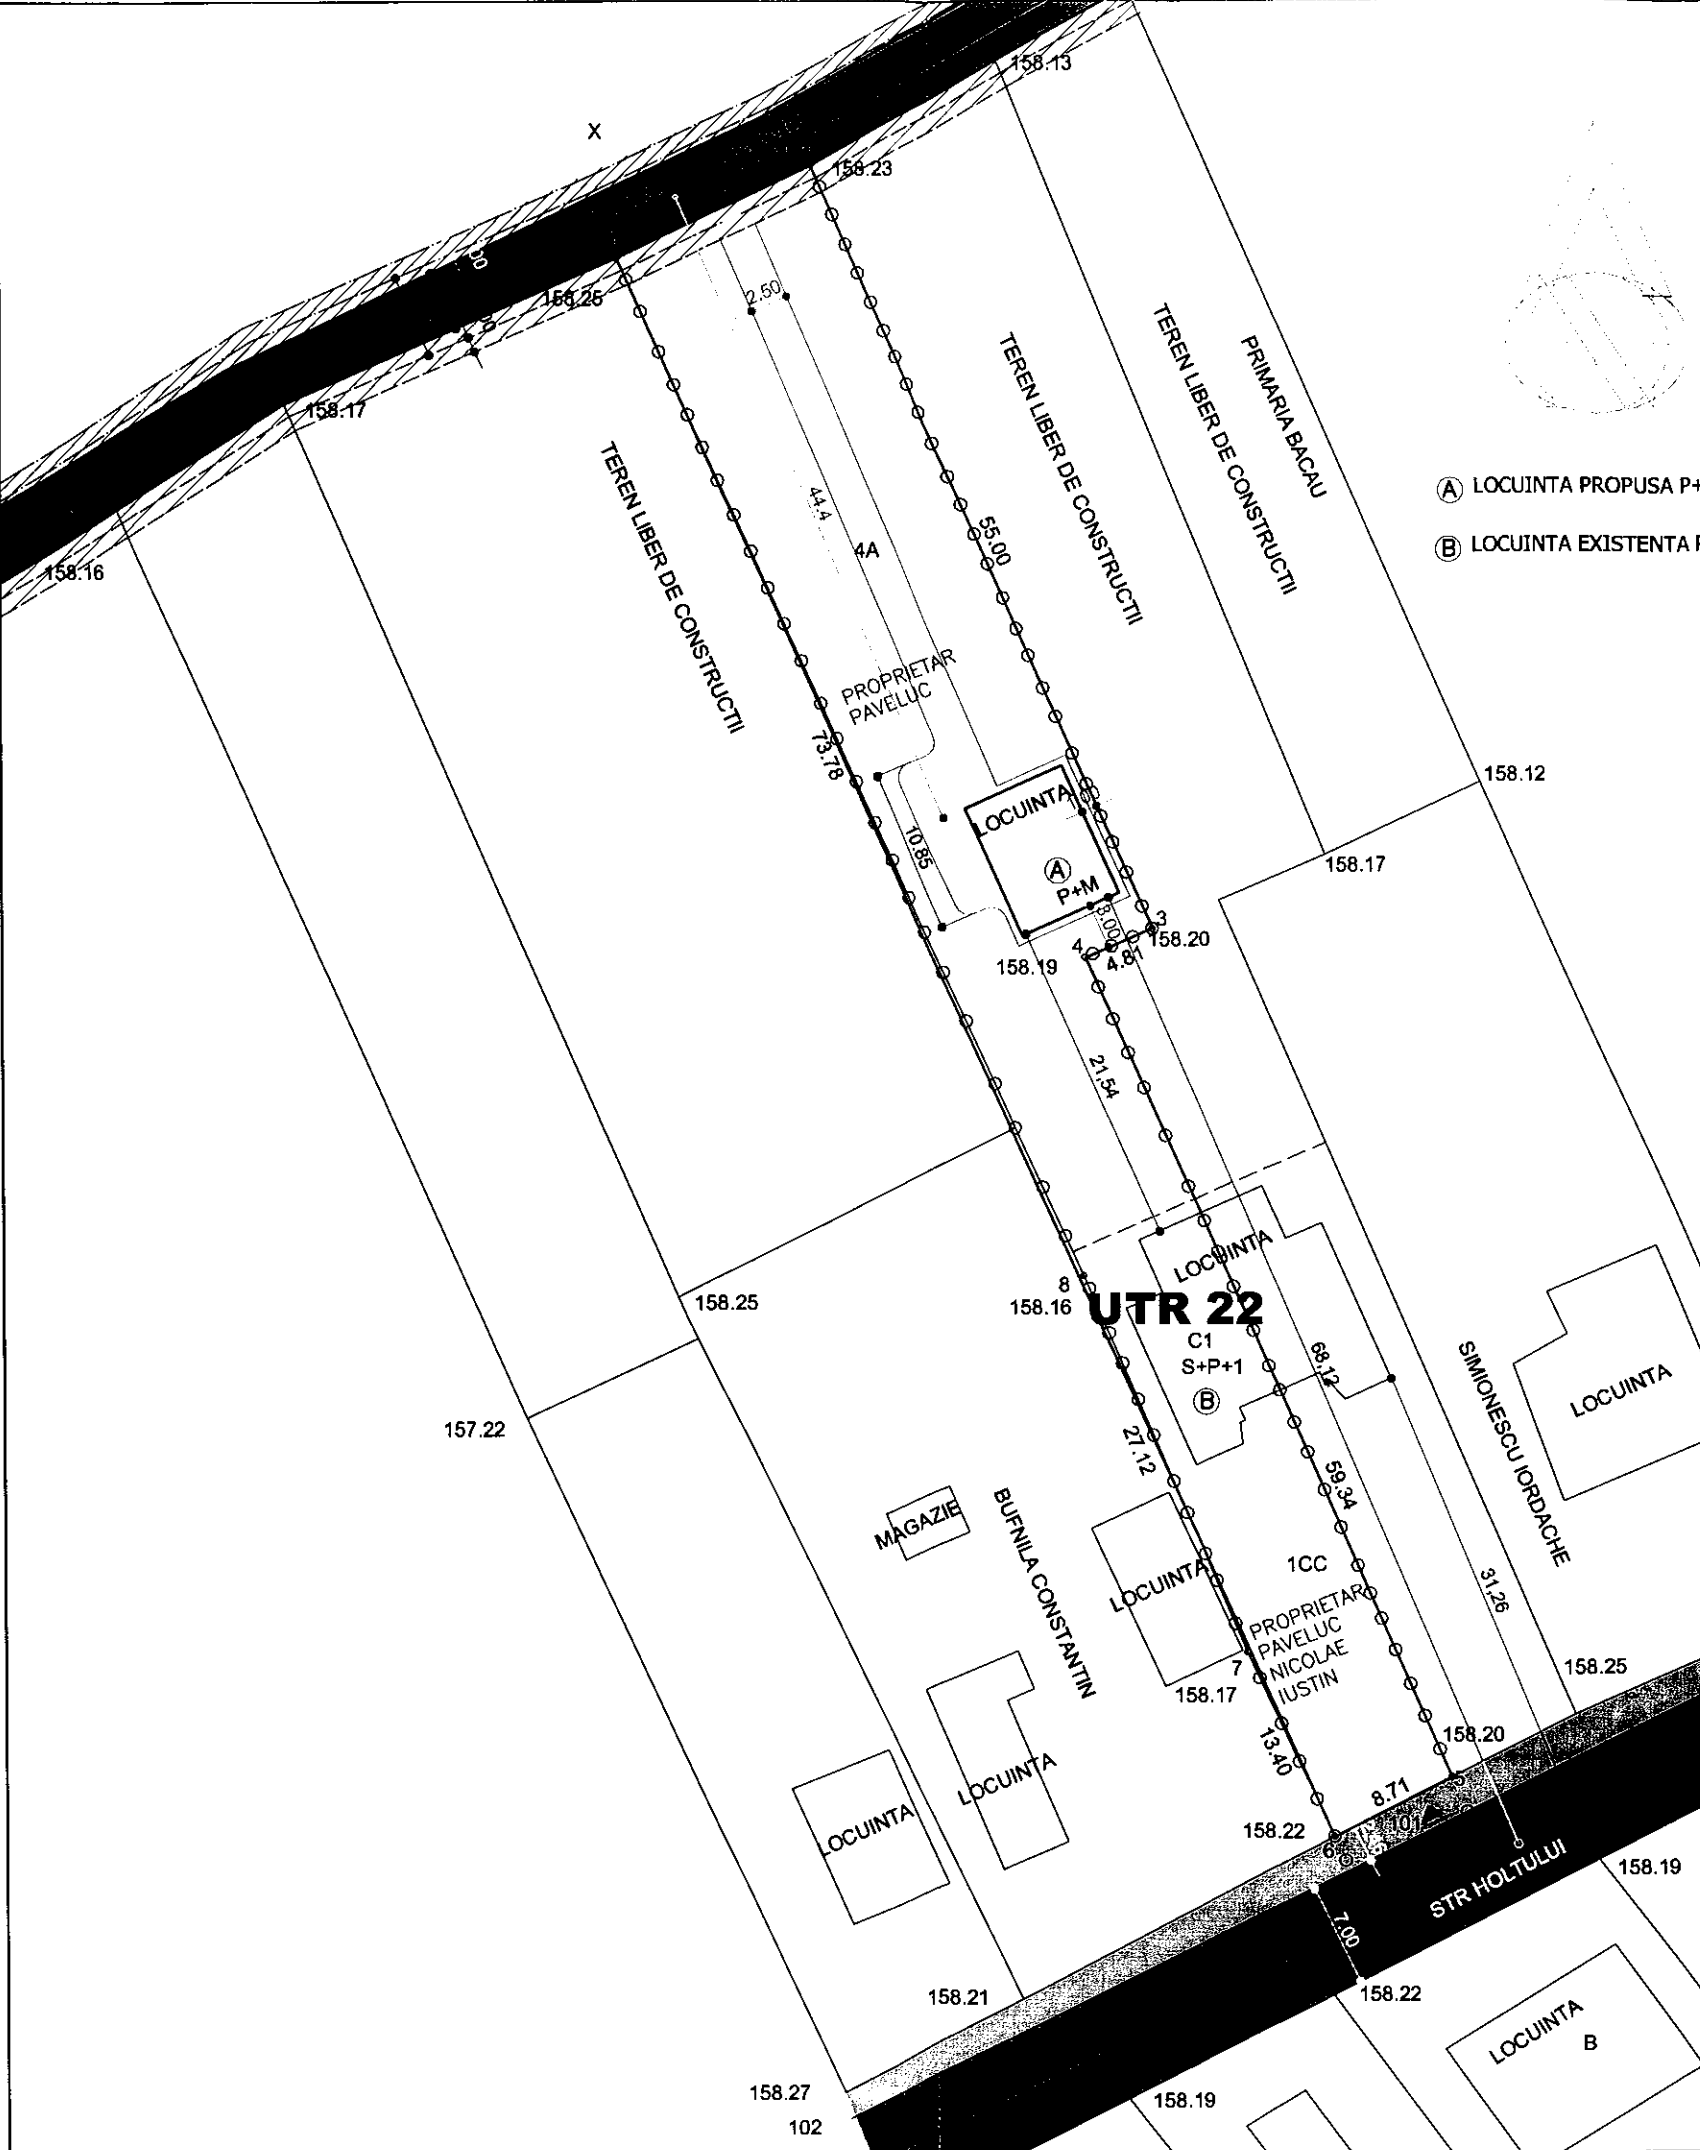 158.13
X
158.23
00
158.25
2.50
158.17
158.16
TEREN LIBER DE CONSTRUCTII
TEREN LIBER DE CONSTRUCTII
TEREN LIBER DE CONSTRUCTII
PRIMARIA BACAU
A LOCUINTA PROPUSA P+
B LOCUINTA EXISTENTA
44.4
4A
55.00
PROPRIETAR
PAVELUC
73.78
10.85
LOCUINTA
A
P+M
3.00
3
158.20
4
4.81
158.19
158.12
158.17
21,54
LOCUINTA
8
158.16
UTR 22
C1
S+P+1
B
68,12
158.25
157.22
27.12
59.34
SIMIONESCU IORDACHE
LOCUINTA
MAGAZIE
BUFNILA CONSTANTIN
LOCUINTA
1CC
PROPRIETAR
PAVELUC
NICOLAE
IUSTIN
31,26
7
158.17
158.25
13.40
158.20
5
8.71
101
LOCUINTA
LOCUINTA
158.22
6
STR HOLTULUI
158.19
7.00
158.21
158.22
LOCUINTA
B
158.27
102
158.19